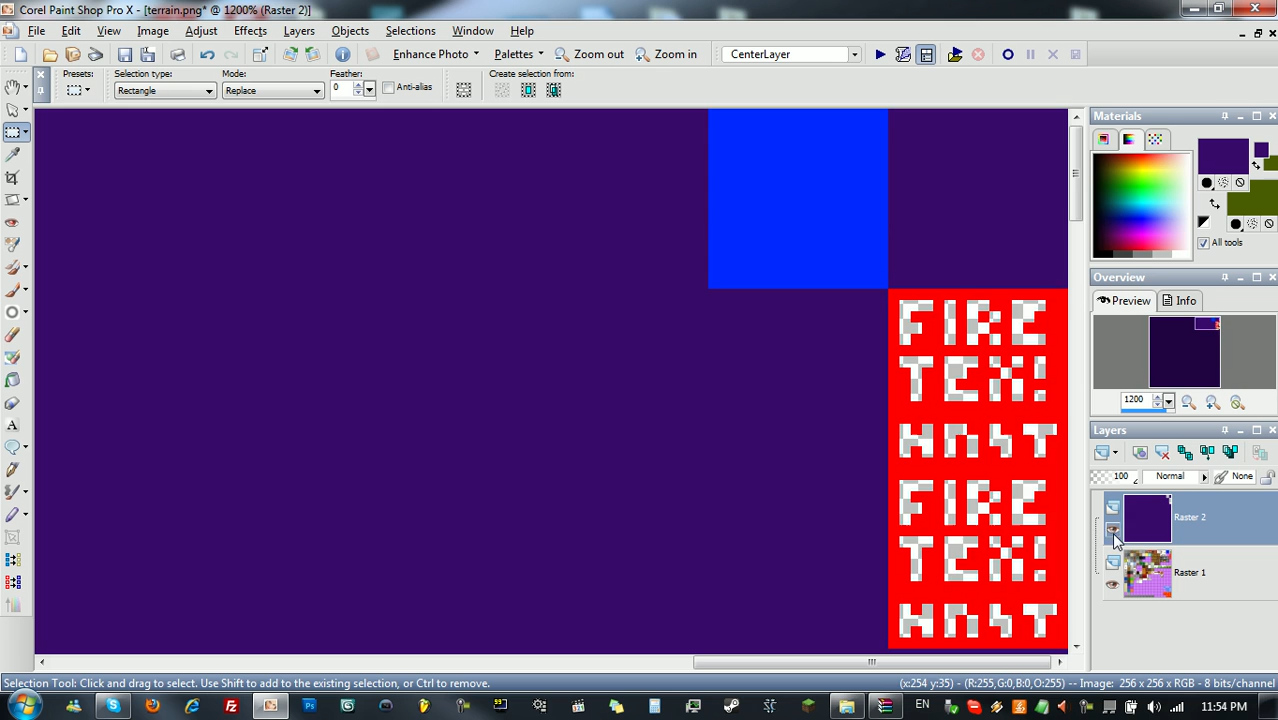 Corel Paint Shop Pro X - [terrain.png* @ 1200% (Raster 2)]
File Edit View Image Adjust Effects Layers Objects Selections Window Help
Enhance Photo Palettes Zoom out Zoom in CenterLayer
Presets: Selection type: Mode: Feather: Create selection from:
Rectangle Replace 0 Anti-alias
Materials
All tools
Overview
Preview Info
1200
Layers
100 Normal None
Raster 2
Raster 1
FIRE
TEX!
FIRE
TEX!
Selection Tool: Click and drag to select. Use Shift to add to the existing selection, or Ctrl to remove.
(x:254 y:35) - (R:255,G:0,B:0,O:255) -- Image: 256 x 256 x RGB - 8 bits/channel
EN 11:54 PM